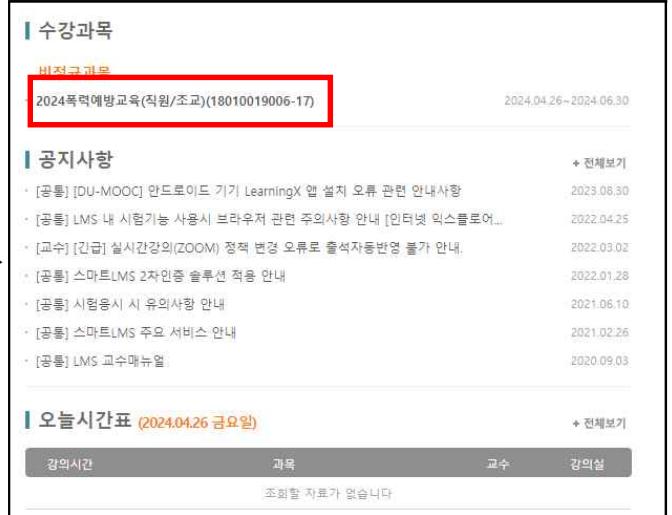 수강과목
비정규과목
2024폭력예방교육(직원/조교)(18010019006-17) 2024.04.26~2024.06.30
공지사항 + 전체보기
· [공통] [DU-MOOC] 안드로이드 기기 LearningX 앱 설치 오류 관련 안내사항 2023.08.30
· [공통] LMS 내 시험기능 사용시 브라우저 관련 주의사항 안내 [인터넷 익스플로어... 2022.04.25
· [교수] [긴급] 실시간강의(ZOOM) 정책 변경 오류로 출석자동반영 불가 안내. 2022.03.02
· [공통] 스마트LMS 2차인증 솔루션 적용 안내 2022.01.28
· [공통] 시험응시 시 유의사항 안내 2021.06.10
· [공통] 스마트LMS 주요 서비스 안내 2021.02.26
· [공통] LMS 교수매뉴얼 2020.09.03
오늘시간표 (2024.04.26 금요일) + 전체보기
강의시간 과목 교수 강의실
조회할 자료가 없습니다